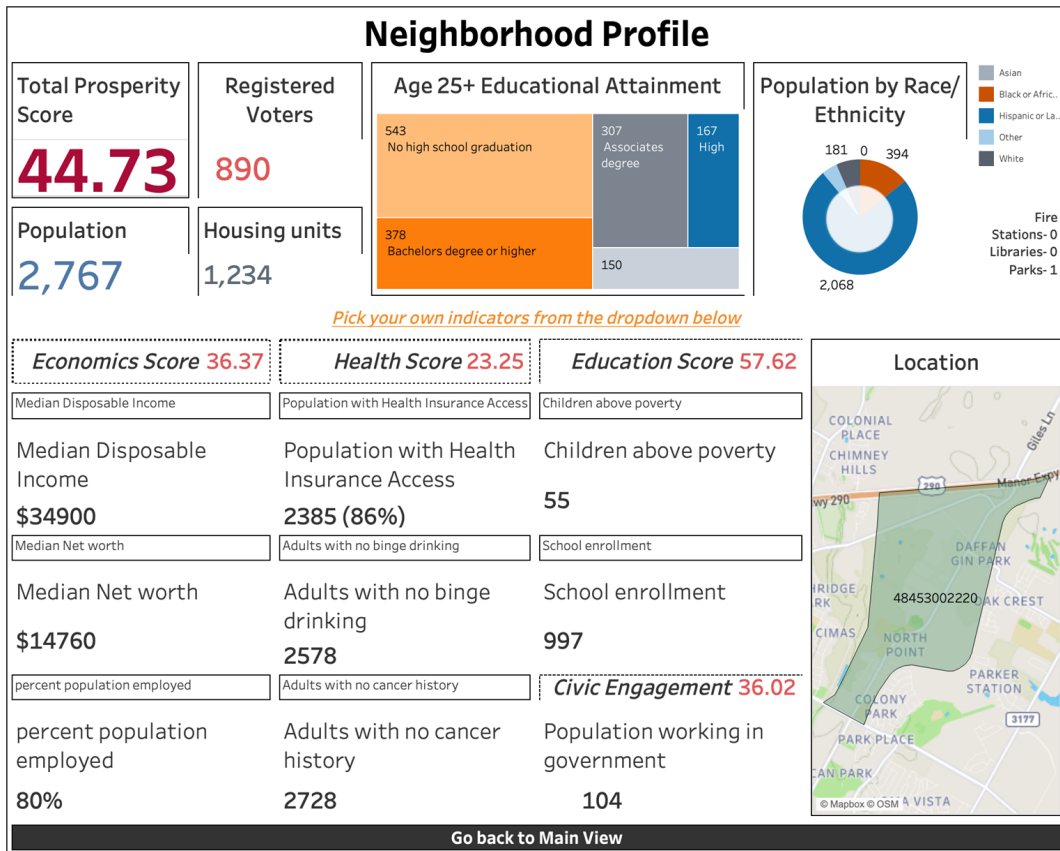 Neighborhood Profile
Total Prosperity
Score
44.73
Registered
Voters
890
Population
2,767
Housing units
1,234
Age 25+ Educational Attainment
543
No high school graduation
378
Bachelors degree or higher
307
Associates
degree
167
High
150
Population by Race/
Ethnicity
181
0
394
2,068
Asian
Black or Afric..
Hispanic or La..
Other
White
Fire
Stations- 0
Libraries- 0
Parks- 1
Pick your own indicators from the dropdown below
Economics Score 36.37
Median Disposable Income
Median Disposable
Income
$34900
Median Net worth
Median Net worth
$14760
percent population employed
percent population
employed
80%
Health Score 23.25
Population with Health Insurance Access
Population with Health
Insurance Access
2385 (86%)
Adults with no binge drinking
Adults with no binge
drinking
2578
Adults with no cancer history
Adults with no cancer
history
2728
Education Score 57.62
Children above poverty
Children above poverty
55
School enrollment
School enrollment
997
Civic Engagement 36.02
Population working in
government
104
Location
COLONIAL
PLACE
CHIMNEY
HILLS
Giles Ln
290
Manor Expy
wy 290
DAFFAN
GIN PARK
HRIDGE
RK
48453002220
OAK CREST
CIMAS
NORTH
POINT
PARKER
STATION
COLONY
PARK
3177
PARK PLACE
CAN PARK
A VISTA
© Mapbox © OSM
Go back to Main View